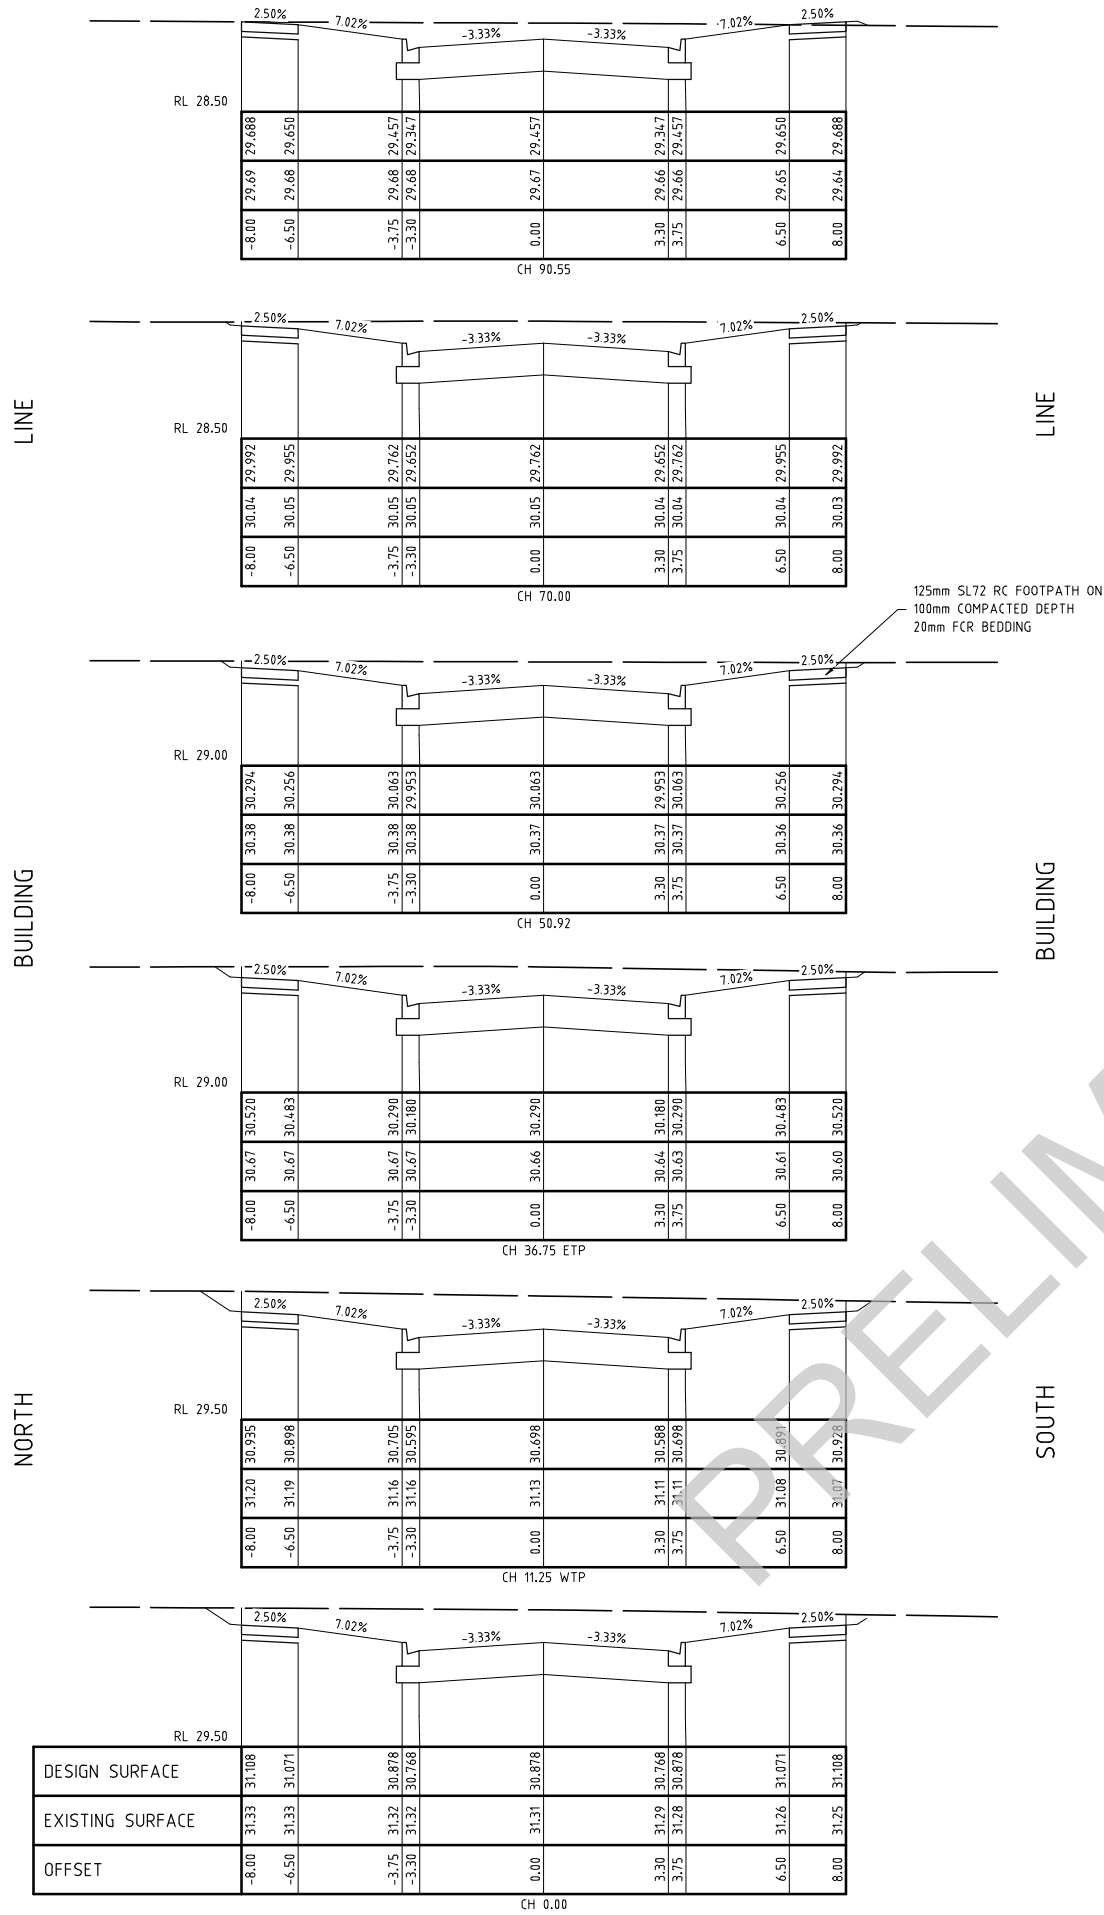 2.50% 7.02% -3.33% -3.33% 7.02% 2.50%
RL 28.50
29.688 29.650 29.457 29.347 29.457 29.347 29.457 29.650 29.688
29.69 29.68 29.68 29.68 29.67 29.66 29.66 29.65 29.64
-8.00 -6.50 -3.75 -3.30 0.00 3.30 3.75 6.50 8.00
CH 90.55
2.50% 7.02% -3.33% -3.33% 7.02% 2.50%
RL 28.50
29.992 29.955 29.762 29.652 29.762 29.652 29.762 29.955 29.992
30.04 30.05 30.05 30.05 30.05 30.04 30.04 30.04 30.03
-8.00 -6.50 -3.75 -3.30 0.00 3.30 3.75 6.50 8.00
CH 70.00
125mm SL72 RC FOOTPATH ON
100mm COMPACTED DEPTH
20mm FCR BEDDING
2.50% 7.02% -3.33% -3.33% 7.02% 2.50%
RL 29.00
30.294 30.256 30.063 29.953 30.063 29.953 30.063 30.256 30.294
30.38 30.38 30.38 30.38 30.37 30.37 30.37 30.36 30.36
-8.00 -6.50 -3.75 -3.30 0.00 3.30 3.75 6.50 8.00
CH 50.92
2.50% 7.02% -3.33% -3.33% 7.02% 2.50%
RL 29.00
30.520 30.483 30.290 30.180 30.290 30.180 30.290 30.483 30.520
30.67 30.67 30.67 30.67 30.66 30.64 30.63 30.61 30.60
-8.00 -6.50 -3.75 -3.30 0.00 3.30 3.75 6.50 8.00
CH 36.75 ETP
2.50% 7.02% -3.33% -3.33% 7.02% 2.50%
RL 29.50
30.935 30.898 30.705 30.595 30.698 30.588 30.698 30.891 30.928
31.20 31.19 31.16 31.16 31.13 31.11 31.11 31.08 31.07
-8.00 -6.50 -3.75 -3.30 0.00 3.30 3.75 6.50 8.00
CH 11.25 WTP
2.50% 7.02% -3.33% -3.33% 7.02% 2.50%
RL 29.50
DESIGN SURFACE 31.108 31.071 30.878 30.768 30.878 30.768 30.878 31.071 31.108
EXISTING SURFACE 31.33 31.33 31.32 31.32 31.31 31.29 31.28 31.26 31.25
OFFSET -8.00 -6.50 -3.75 -3.30 0.00 3.30 3.75 6.50 8.00
CH 0.00
NORTH BUILDING LINE
SOUTH BUILDING LINE